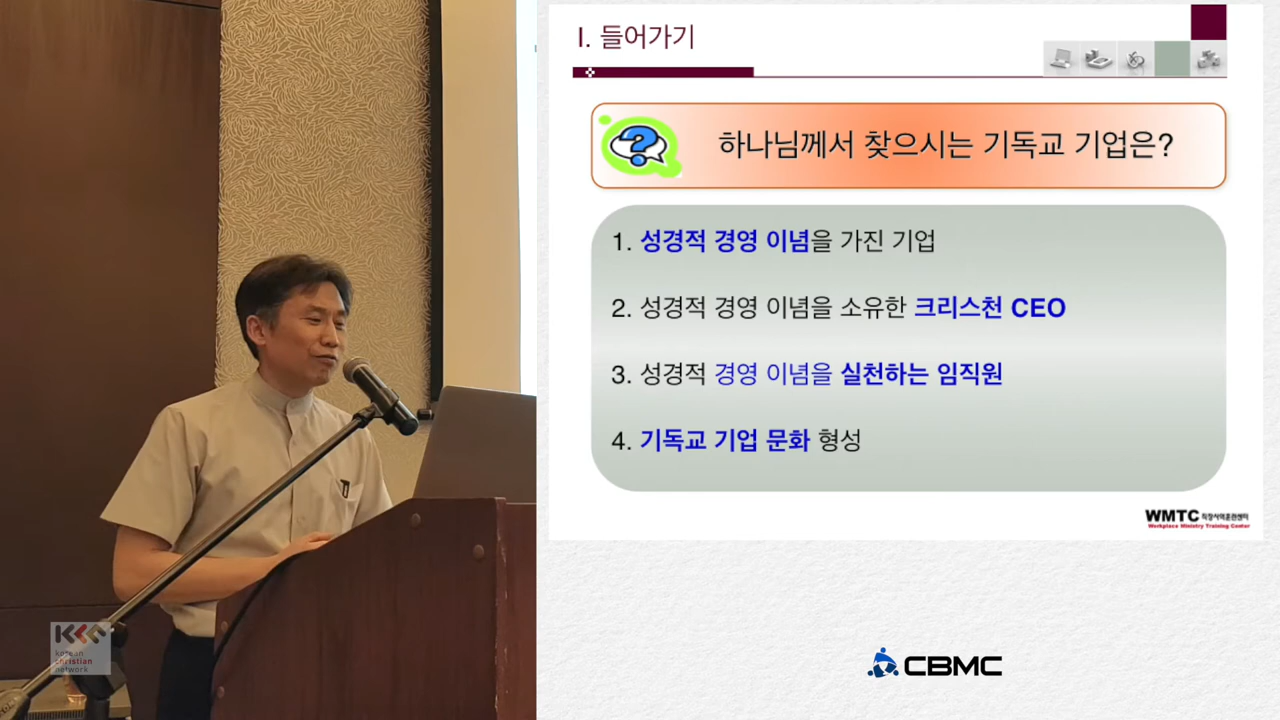 I. 들어가기
하나님께서 찾으시는 기독교 기업은?
1. 성경적 경영 이념을 가진 기업
2. 성경적 경영 이념을 소유한 크리스천 CEO
3. 성경적 경영 이념을 실천하는 임직원
4. 기독교 기업 문화 형성
WMTC 직장사역훈련센터
Workplace Ministry Training Center
KCN
korean
christian
network
CBMC